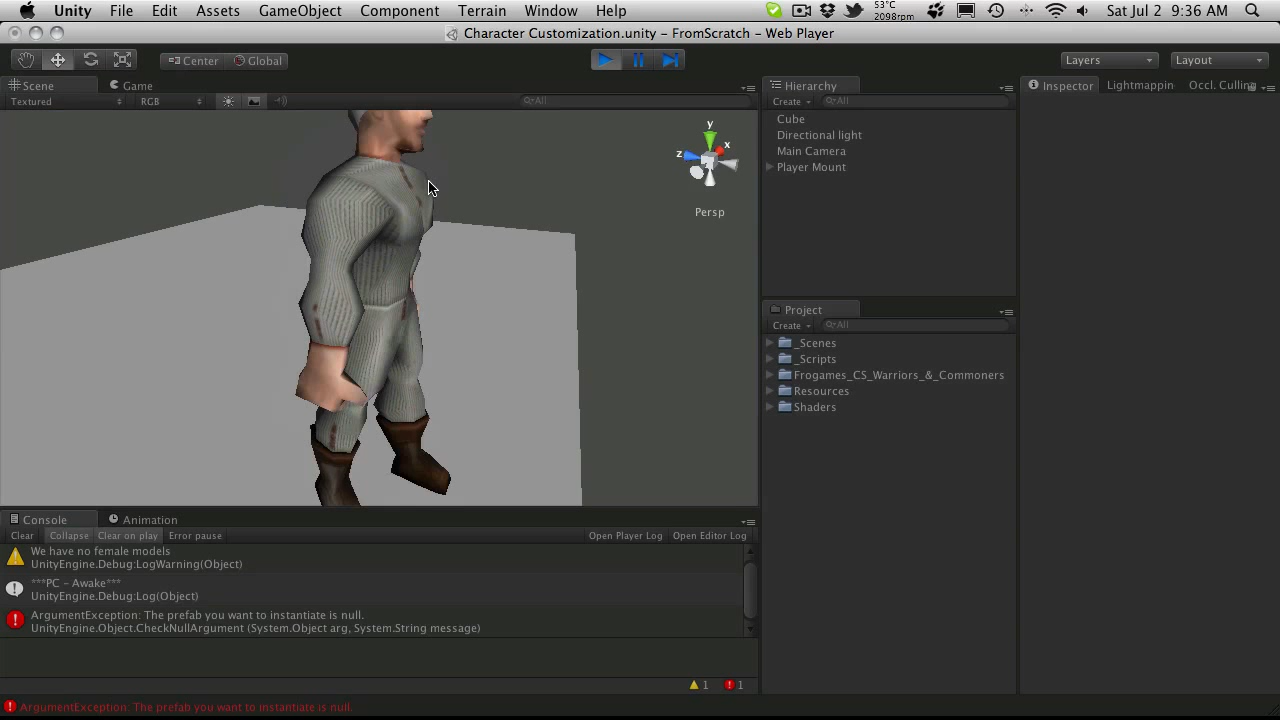 Unity File Edit Assets GameObject Component Terrain Window Help 53°C 2098rpm Sat Jul 2 9:36 AM
Character Customization.unity – FromScratch – Web Player
Center Global Layers Layout
Scene Game Hierarchy Inspector Lightmappin Occl. Culling
Textured RGB All Create All
Cube
Directional light
Main Camera
Player Mount
y
x
z
Persp
Project
Create All
_Scenes
_Scripts
Frogames_CS_Warriors_&_Commoners
Resources
Shaders
Console Animation
Clear Collapse Clear on play Error pause Open Player Log Open Editor Log
We have no female models
UnityEngine.Debug:LogWarning(Object)
***PC – Awake***
UnityEngine.Debug:Log(Object)
ArgumentException: The prefab you want to instantiate is null.
UnityEngine.Object.CheckNullArgument (System.Object arg, System.String message)
1 1
ArgumentException: The prefab you want to instantiate is null.